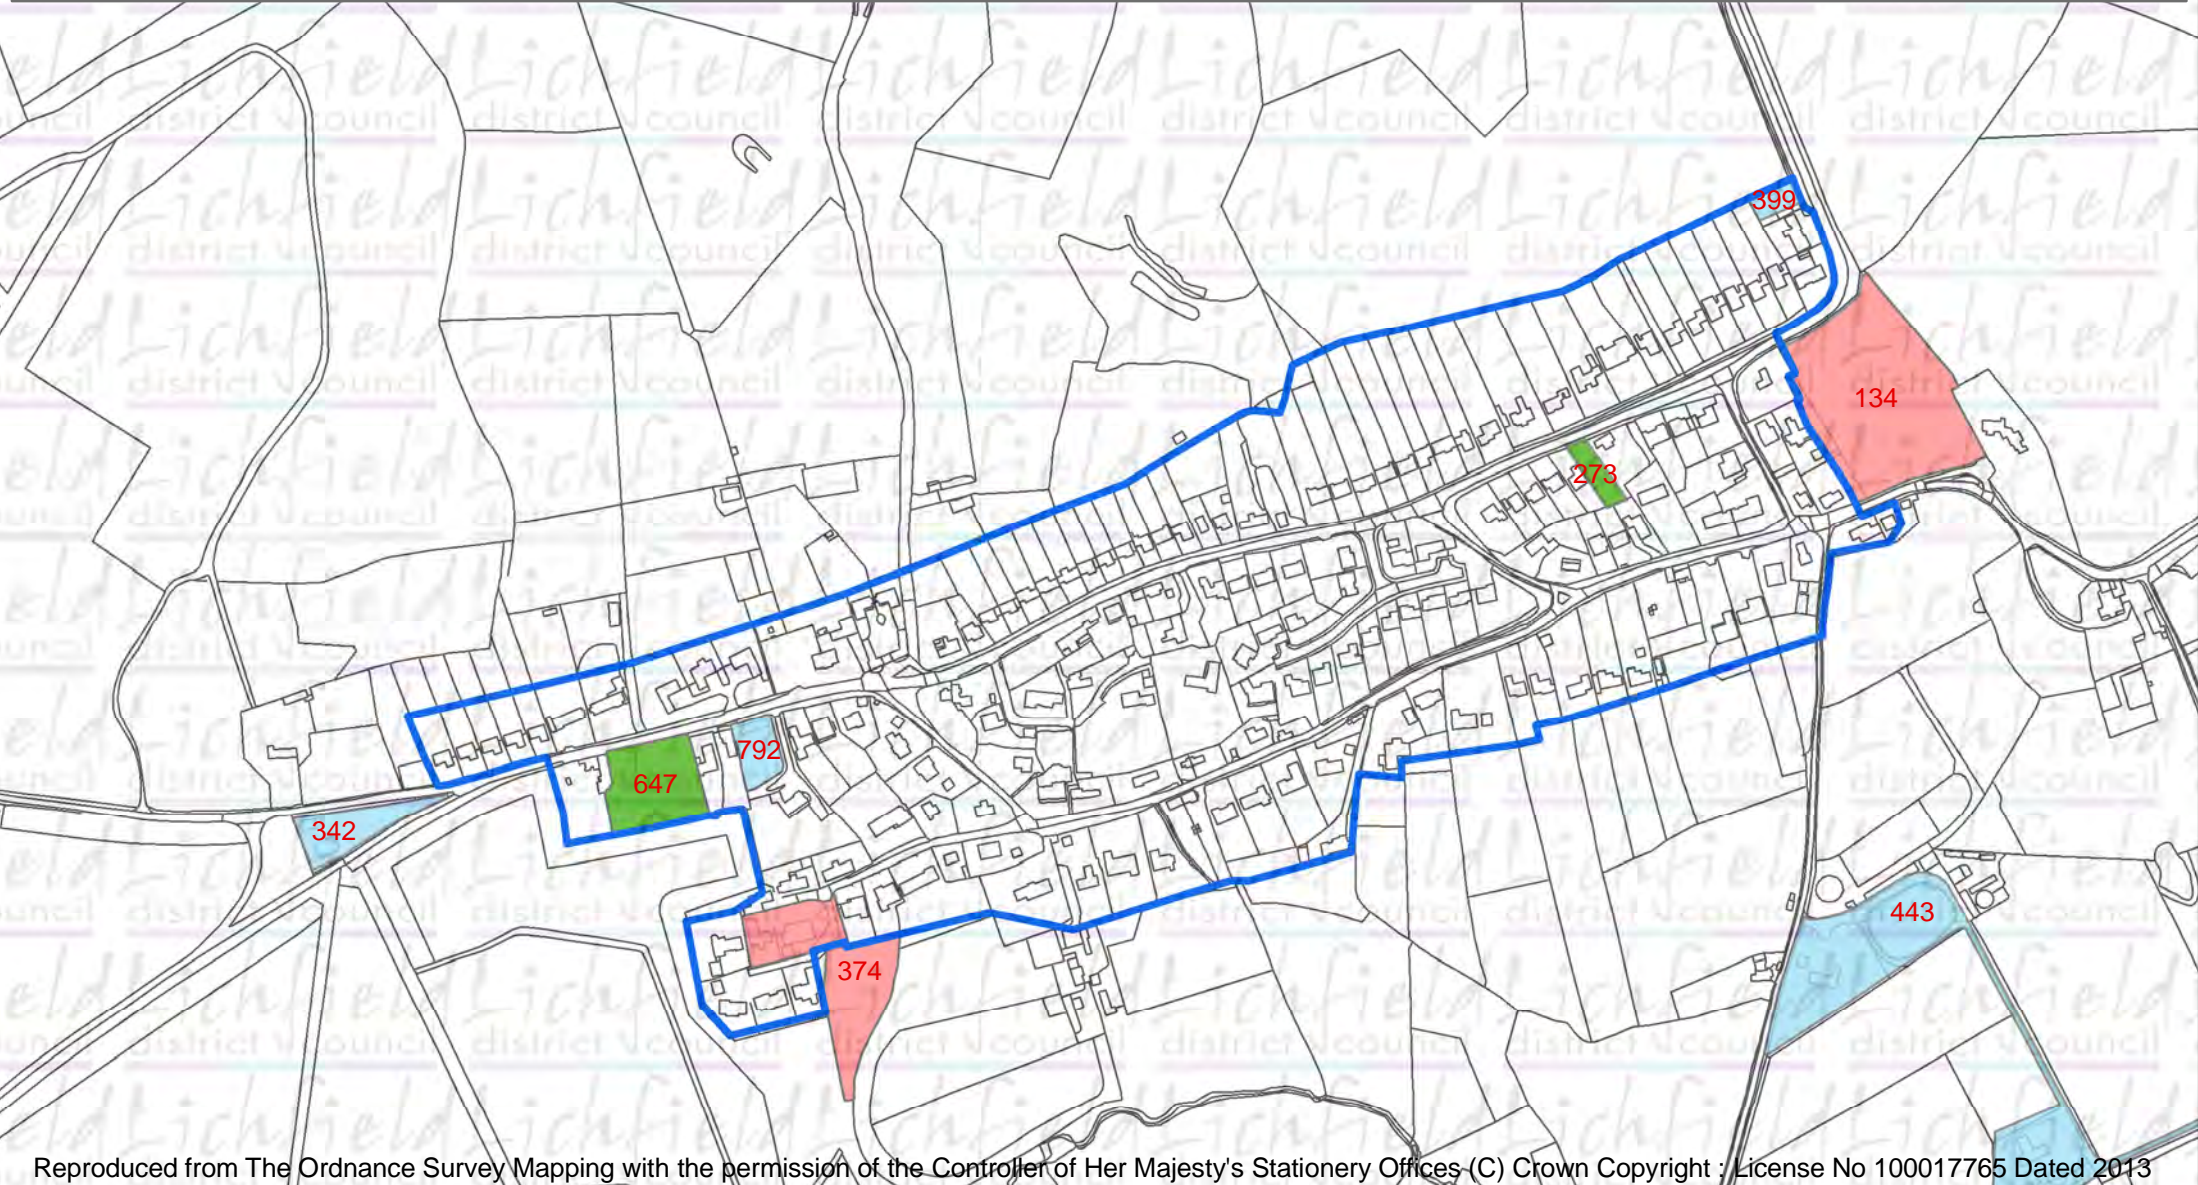 399
134
273
792
647
342
443
374
Lichfield
district council
Reproduced from The Ordnance Survey Mapping with the permission of the Controller of Her Majesty's Stationery Offices (C) Crown Copyright : License No 100017765 Dated 2013